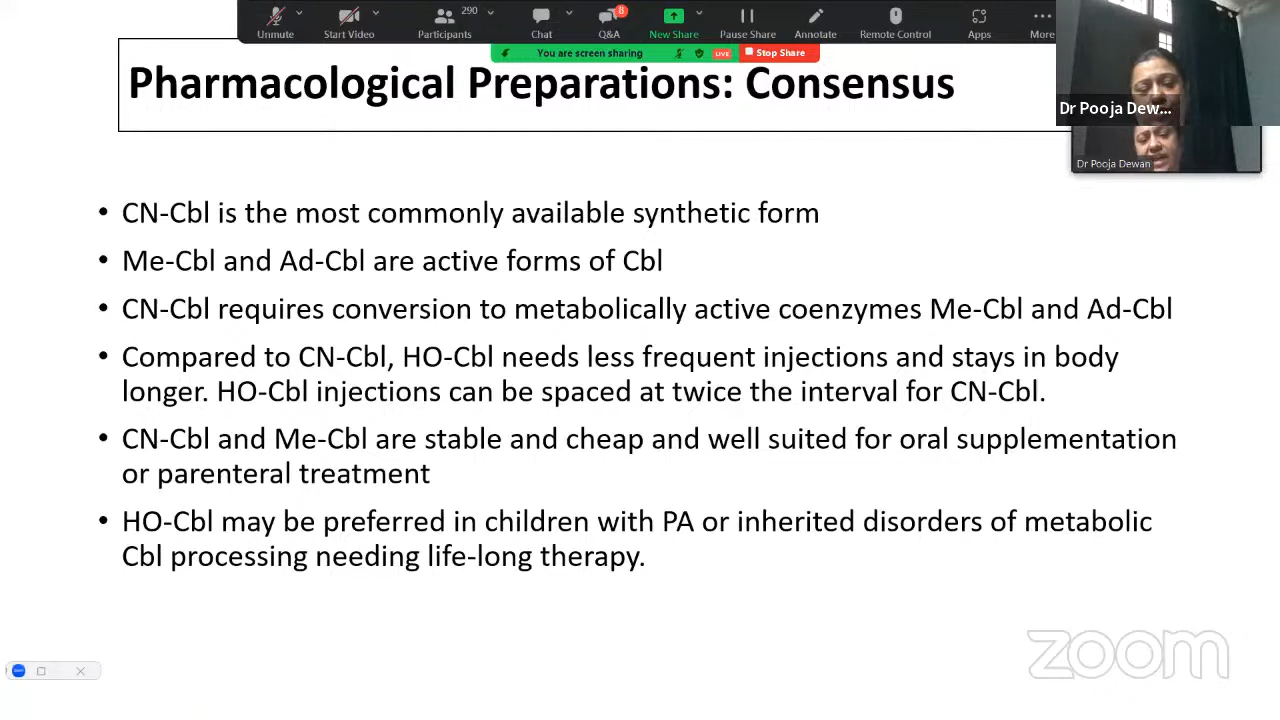 290
8
Unmute
Start Video
Participants
Chat
Q&A
New Share
Pause Share
Annotate
Remote Control
Apps
More
You are screen sharing
LIVE
Stop Share
Pharmacological Preparations: Consensus
Dr Pooja Dew...
Dr Pooja Dewan
• CN-Cbl is the most commonly available synthetic form
• Me-Cbl and Ad-Cbl are active forms of Cbl
• CN-Cbl requires conversion to metabolically active coenzymes Me-Cbl and Ad-Cbl
• Compared to CN-Cbl, HO-Cbl needs less frequent injections and stays in body
longer. HO-Cbl injections can be spaced at twice the interval for CN-Cbl.
• CN-Cbl and Me-Cbl are stable and cheap and well suited for oral supplementation
or parenteral treatment
• HO-Cbl may be preferred in children with PA or inherited disorders of metabolic
Cbl processing needing life-long therapy.
zoom